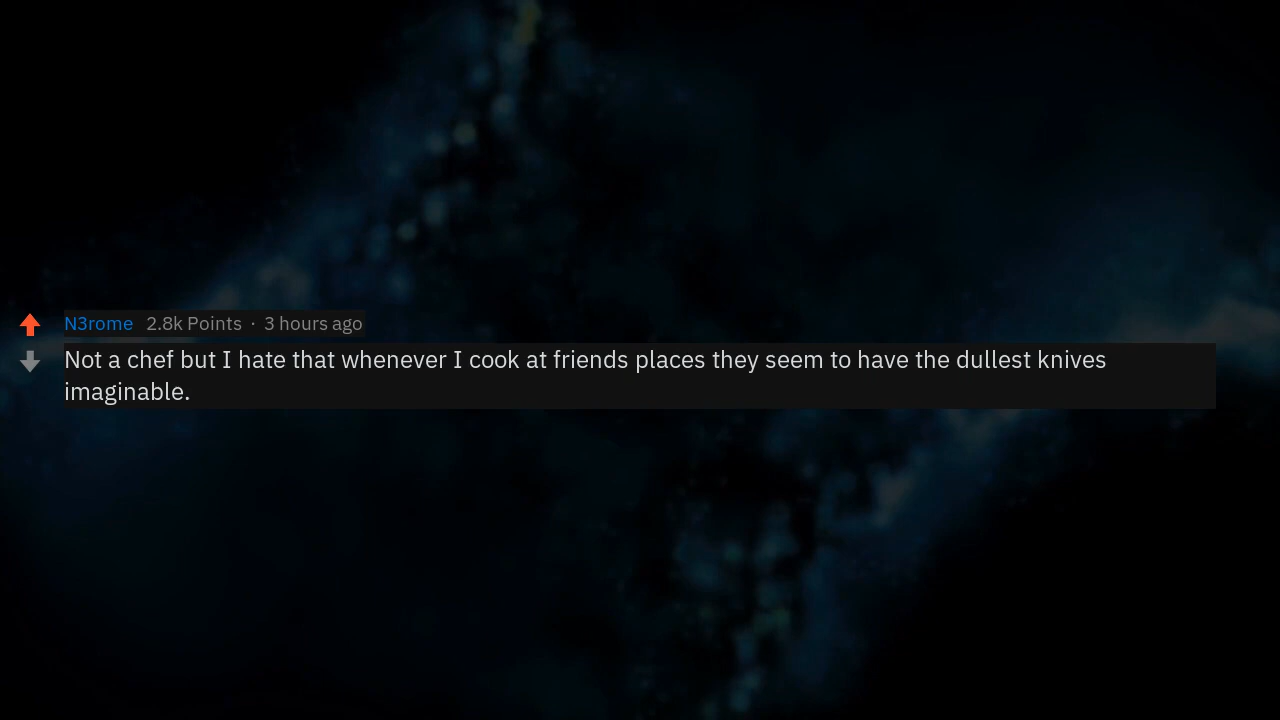 N3rome 2.8k Points · 3 hours ago
Not a chef but I hate that whenever I cook at friends places they seem to have the dullest knives
imaginable.